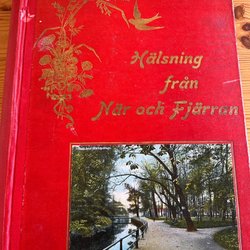 Hälsning
från
När och Fjärran